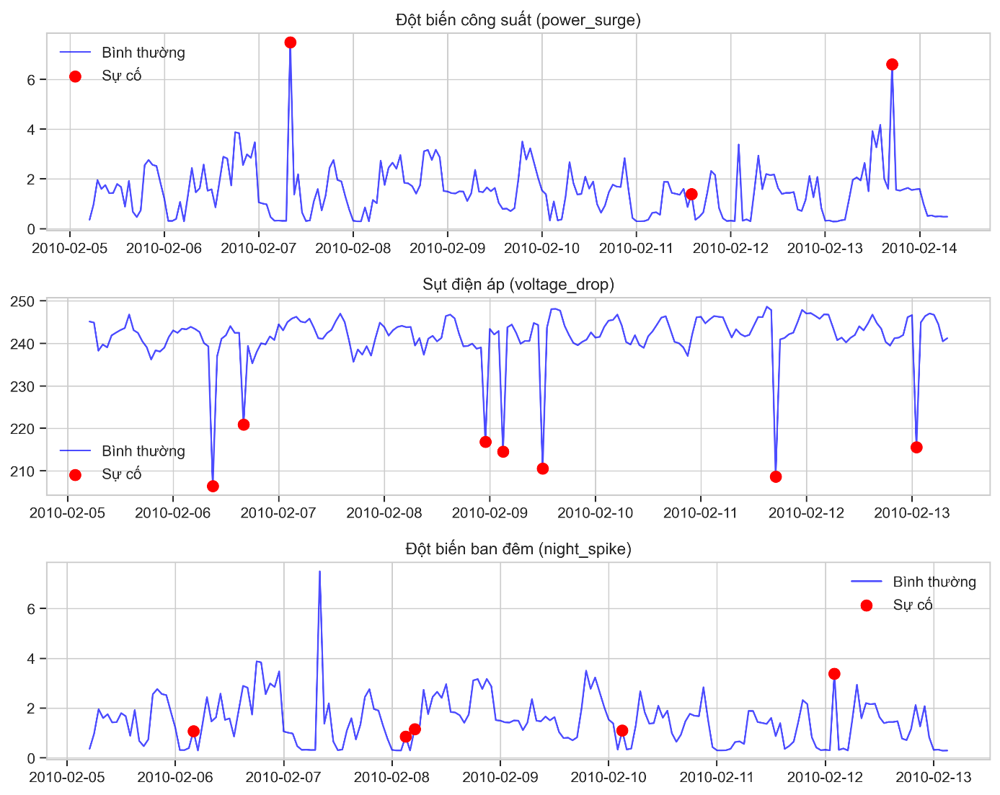 Đột biến công suất (power_surge)
Bình thường
Sự cố
6
4
2
0
2010-02-05 2010-02-06 2010-02-07 2010-02-08 2010-02-09 2010-02-10 2010-02-11 2010-02-12 2010-02-13 2010-02-14
Sụt điện áp (voltage_drop)
250
240
230
220
210
Bình thường
Sự cố
2010-02-05 2010-02-06 2010-02-07 2010-02-08 2010-02-09 2010-02-10 2010-02-11 2010-02-12 2010-02-13
Đột biến ban đêm (night_spike)
Bình thường
Sự cố
6
4
2
0
2010-02-05 2010-02-06 2010-02-07 2010-02-08 2010-02-09 2010-02-10 2010-02-11 2010-02-12 2010-02-13